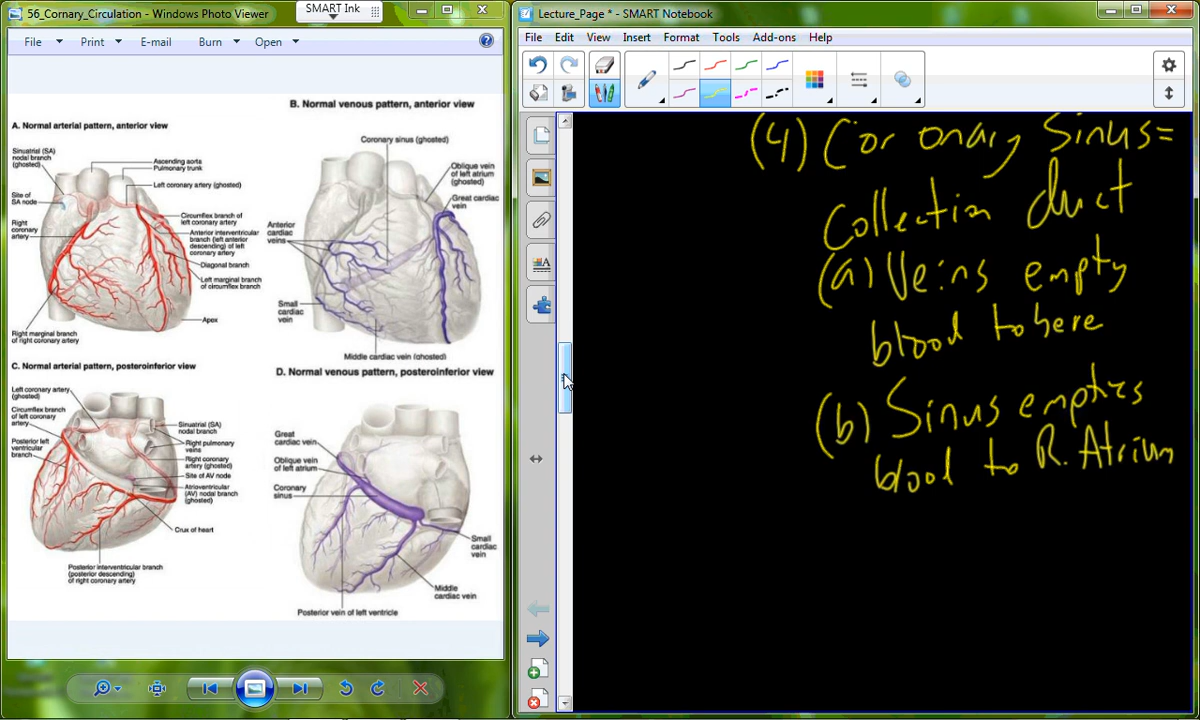 56_Cornary_Circulation - Windows Photo Viewer
SMART Ink
File Print E-mail Burn Open
B. Normal venous pattern, anterior view
A. Normal arterial pattern, anterior view
Coronary sinus (ghosted)
Sinuatrial (SA)
nodal branch
(ghosted)
Ascending aorta
Pulmonary trunk
Left coronary artery (ghosted)
Oblique vein
of left atrium
(ghosted)
Great cardiac
vein
Site of
SA node
Right
coronary
artery
Circumflex branch of
left coronary artery
Anterior interventricular
branch (left anterior
descending) of left
coronary artery
Diagonal branch
Left marginal branch
of circumflex branch
Anterior
cardiac
veins
Small
cardiac
vein
Apex
Right marginal branch
of right coronary artery
Middle cardiac vein (ghosted)
C. Normal arterial pattern, posteroinferior view
D. Normal venous pattern, posteroinferior view
Left coronary artery
(ghosted)
Circumflex branch
of left coronary
artery
Posterior left
ventricular
branch
Sinuatrial (SA)
nodal branch
Right pulmonary
veins
Right coronary
artery (ghosted)
Site of AV node
Atrioventricular
(AV) nodal branch
(ghosted)
Crux of heart
Posterior interventricular branch
(posterior descending)
of right coronary artery
Great
cardiac vein
Oblique vein
of left atrium
Coronary
sinus
Small
cardiac
vein
Middle
cardiac vein
Posterior vein of left ventricle
Lecture_Page * - SMART Notebook
File Edit View Insert Format Tools Add-ons Help
(4) Coronary Sinus=
Collection duct
(a) Veins empty
blood to here
(b) Sinus empties
blood to R. Atrium